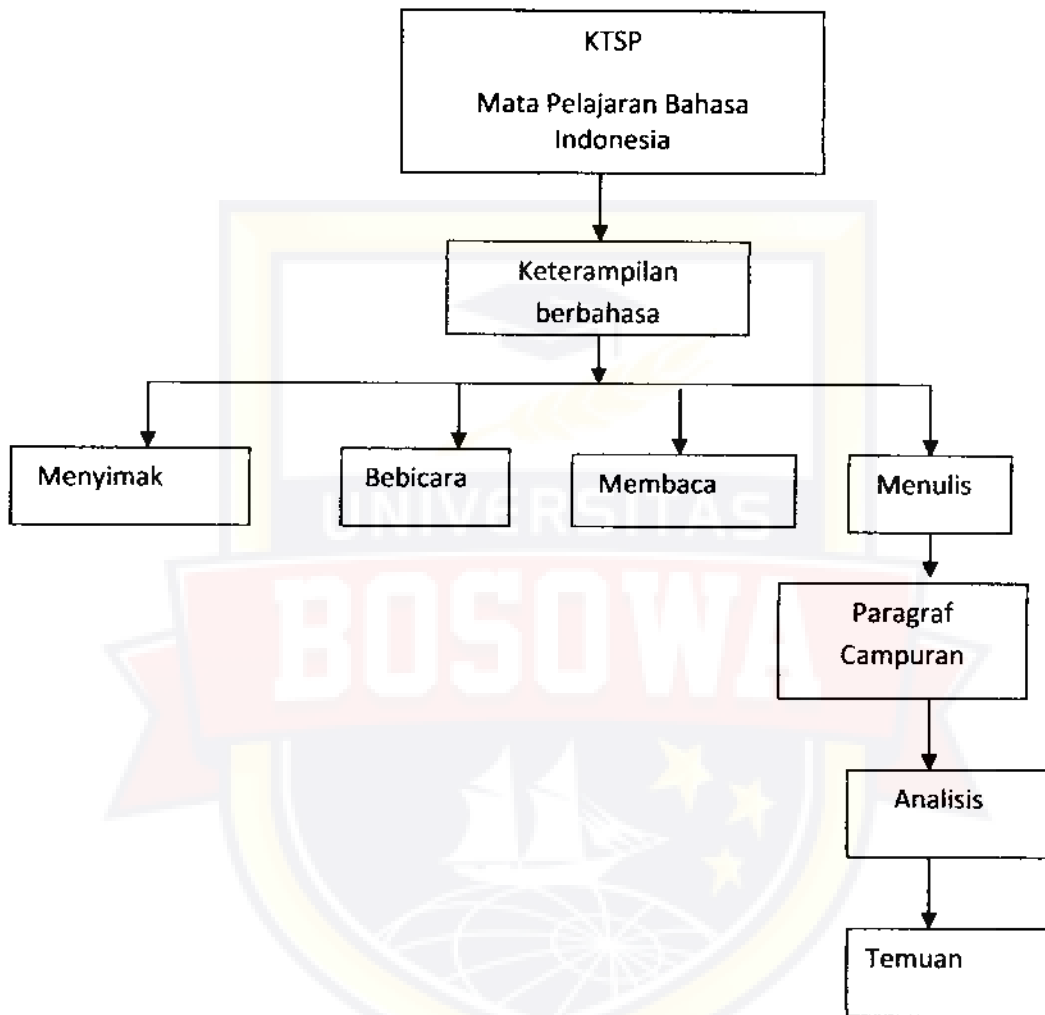 KTSP
Mata Pelajaran Bahasa
Indonesia
Keterampilan
berbahasa
Menyimak
Bebicara
Membaca
Menulis
UNIVERSITAS
BOSOWA
Paragraf
Campuran
Analisis
Temuan